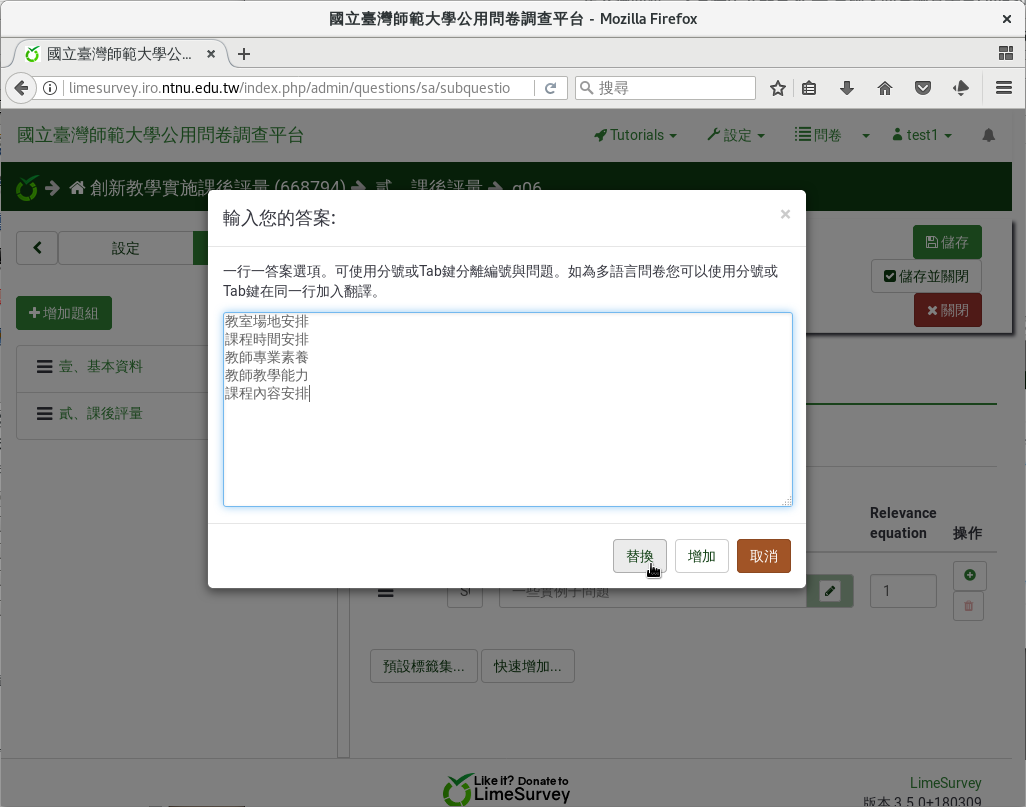 國立臺灣師範大學公用問卷調查平台 - Mozilla Firefox
國立臺灣師範大學公...
limesurvey.iro.ntnu.edu.tw/index.php/admin/questions/sa/subquestio
搜尋
國立臺灣師範大學公用問卷調查平台
Tutorials
設定
問卷
test1
創新教學實施課後評量 (668794)
貳、課後評量
q06
輸入您的答案:
×
設定
儲存
儲存並關閉
關閉
一行一答案選項。可使用分號或Tab鍵分離編號與問題。如為多語言問卷您可以使用分號或
Tab鍵在同一行加入翻譯。
增加題組
教室場地安排
課程時間安排
教師專業素養
教師教學能力
課程內容安排
壹、基本資料
貳、課後評量
Relevance
equation
操作
替換
增加
取消
一些實例子問題
1
預設標籤集...
快速增加...
Like it? Donate to
LimeSurvey
LimeSurvey
版本 3.5.0+180309